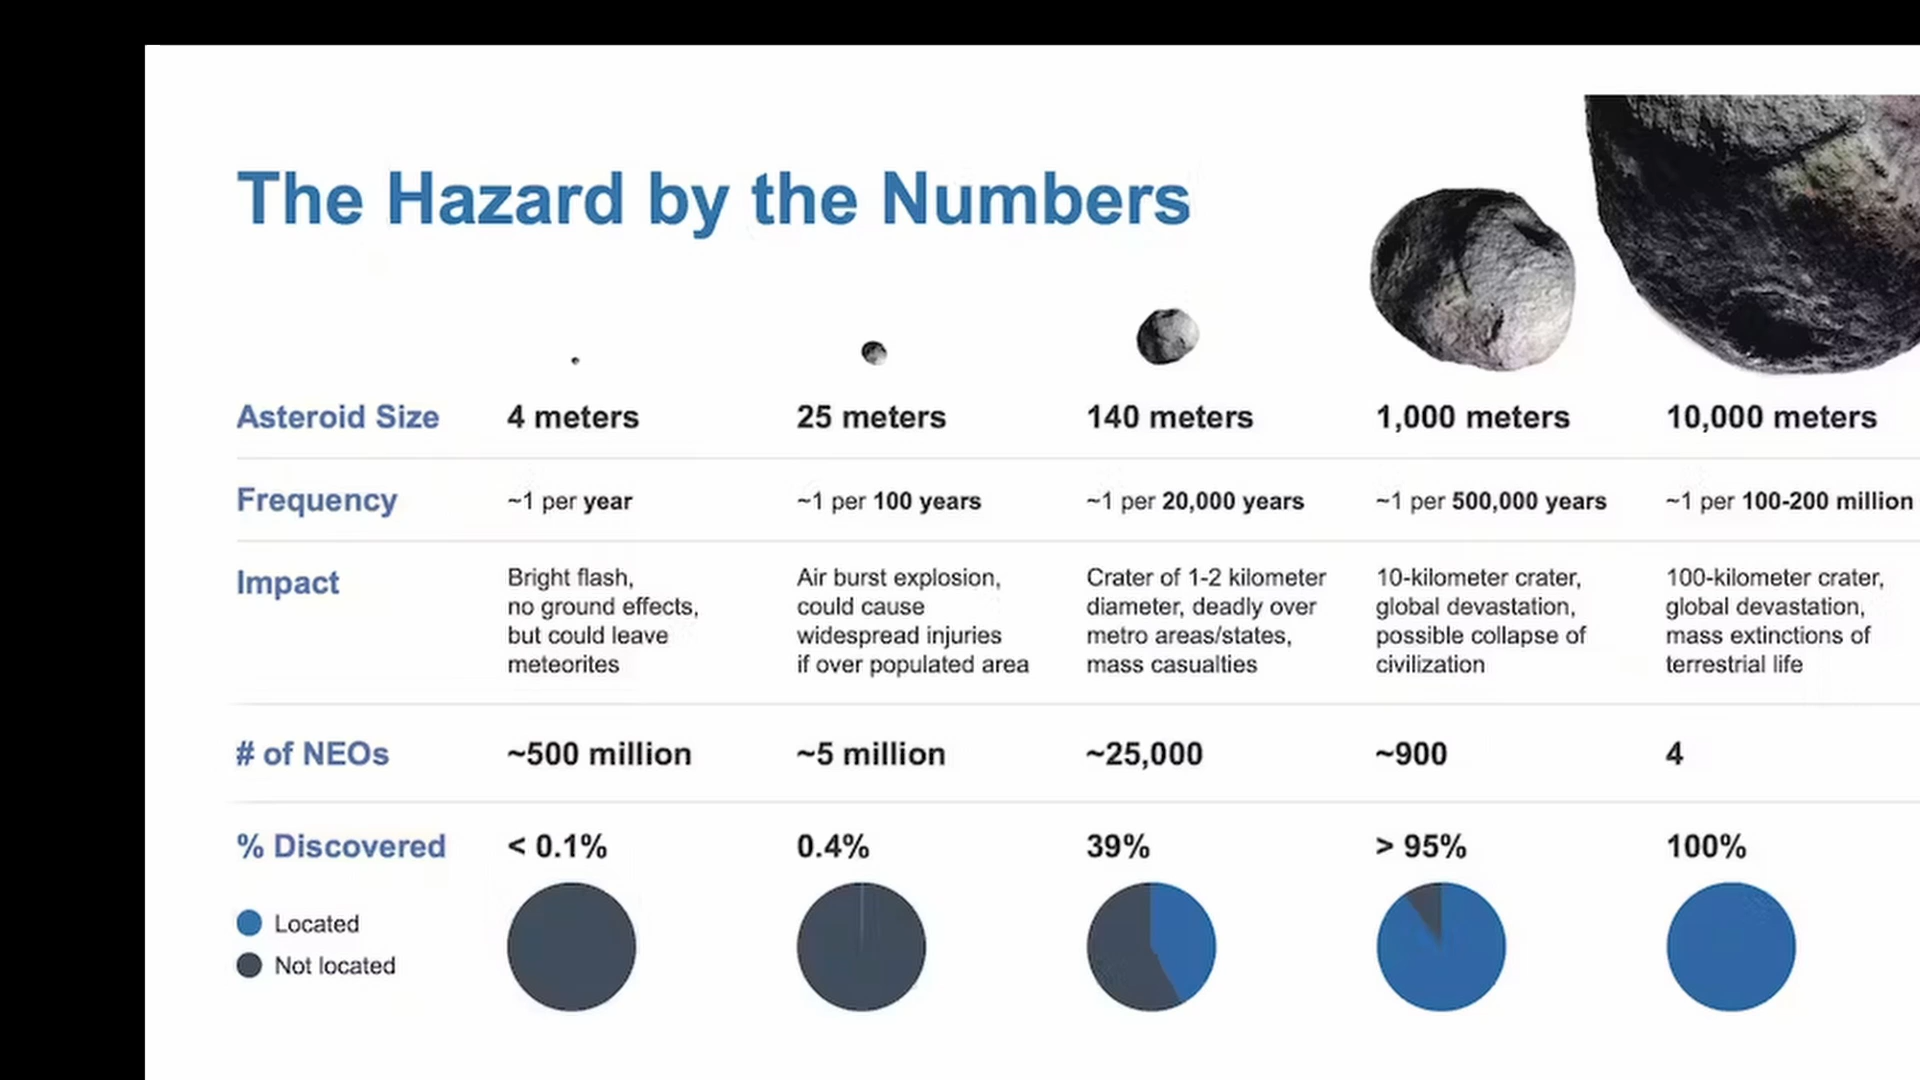 The Hazard by the Numbers
Asteroid Size 4 meters 25 meters 140 meters 1,000 meters 10,000 meters
Frequency ~1 per year ~1 per 100 years ~1 per 20,000 years ~1 per 500,000 years ~1 per 100-200 million
Impact
Bright flash,
no ground effects,
but could leave
meteorites
Air burst explosion,
could cause
widespread injuries
if over populated area
Crater of 1-2 kilometer
diameter, deadly over
metro areas/states,
mass casualties
10-kilometer crater,
global devastation,
possible collapse of
civilization
100-kilometer crater,
global devastation,
mass extinctions of
terrestrial life
# of NEOs ~500 million ~5 million ~25,000 ~900 4
% Discovered < 0.1% 0.4% 39% > 95% 100%
Located
Not located